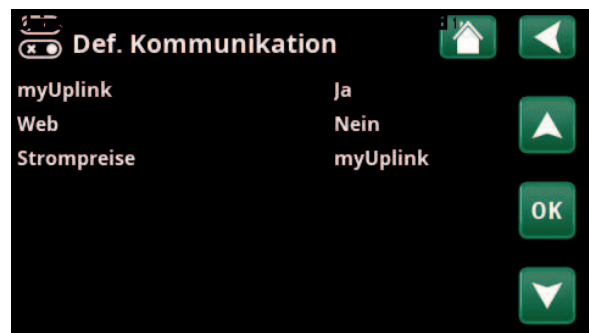 Def. Kommunikation
myUplink Ja
Web Nein
Strompreise myUplink
OK